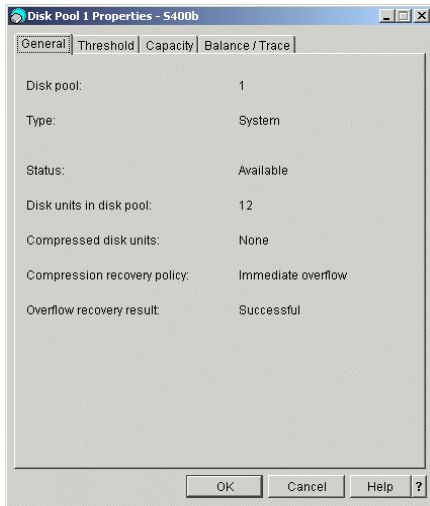 Disk Pool 1 Properties - S400b
General Threshold Capacity Balance / Trace
Disk pool: 1
Type: System
Status: Available
Disk units in disk pool: 12
Compressed disk units: None
Compression recovery policy: Immediate overflow
Overflow recovery result: Successful
OK Cancel Help ?